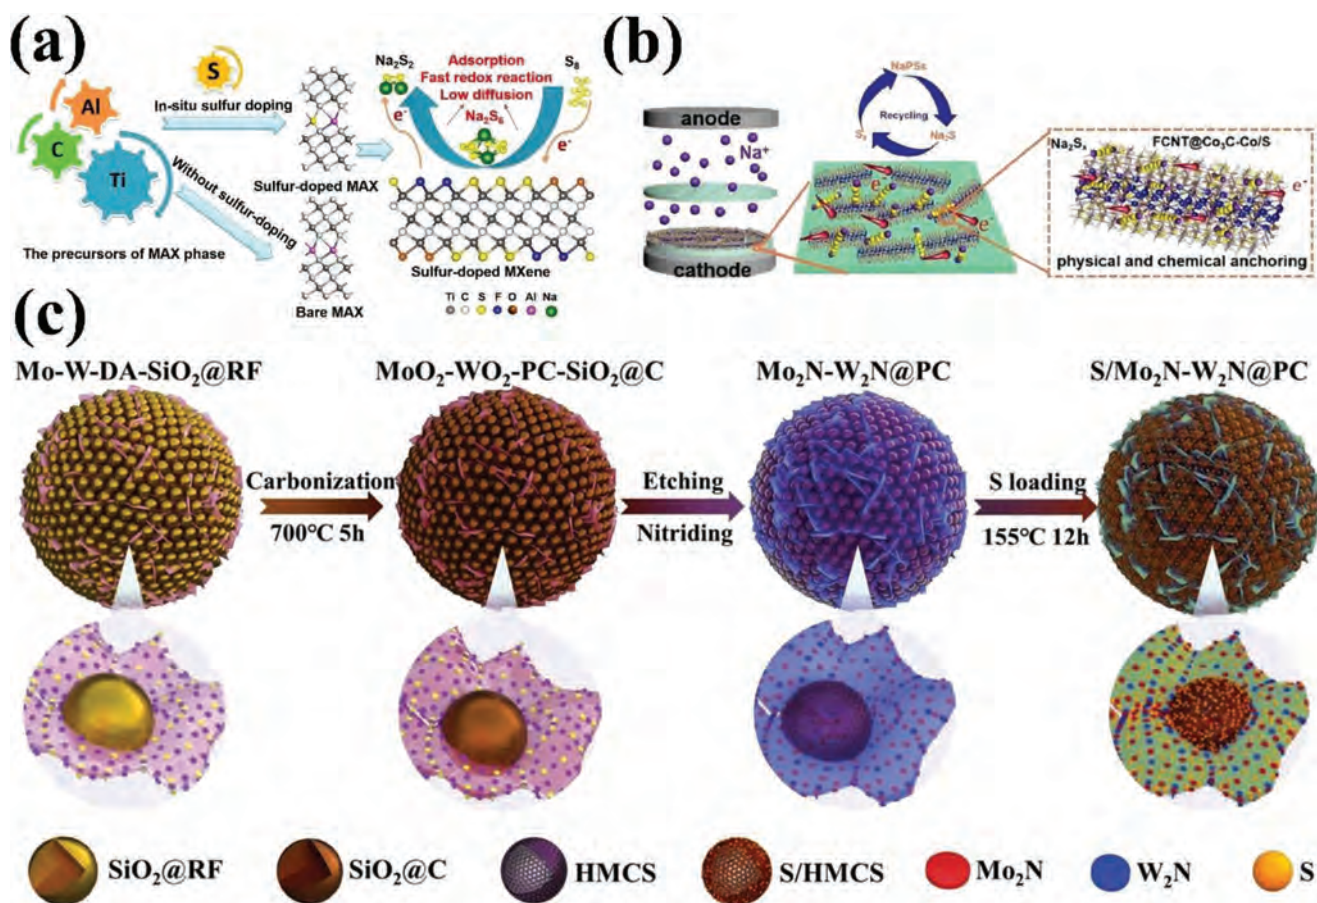 (a)
S
Al
C
Ti
In-situ sulfur doping
Without sulfur-doping
The precursors of MAX phase
Sulfur-doped MAX
Bare MAX
Na₂S₂
Adsorption
Fast redox reaction
Low diffusion
S₈
Na₂S₆
e⁻
e⁻
Sulfur-doped MXene
Ti C S F O Al Na
(b)
anode
Na⁺
cathode
NaPSs
Recycling
Na₂S
e⁻
e⁻
Na₂Sₓ
FCNT@Co₃C-Co/S
e⁻
physical and chemical anchoring
(c)
Mo-W-DA-SiO₂@RF
MoO₂-WO₂-PC-SiO₂@C
Mo₂N-W₂N@PC
S/Mo₂N-W₂N@PC
Carbonization
700°C 5h
Etching
Nitriding
S loading
155°C 12h
SiO₂@RF
SiO₂@C
HMCS
S/HMCS
Mo₂N
W₂N
S